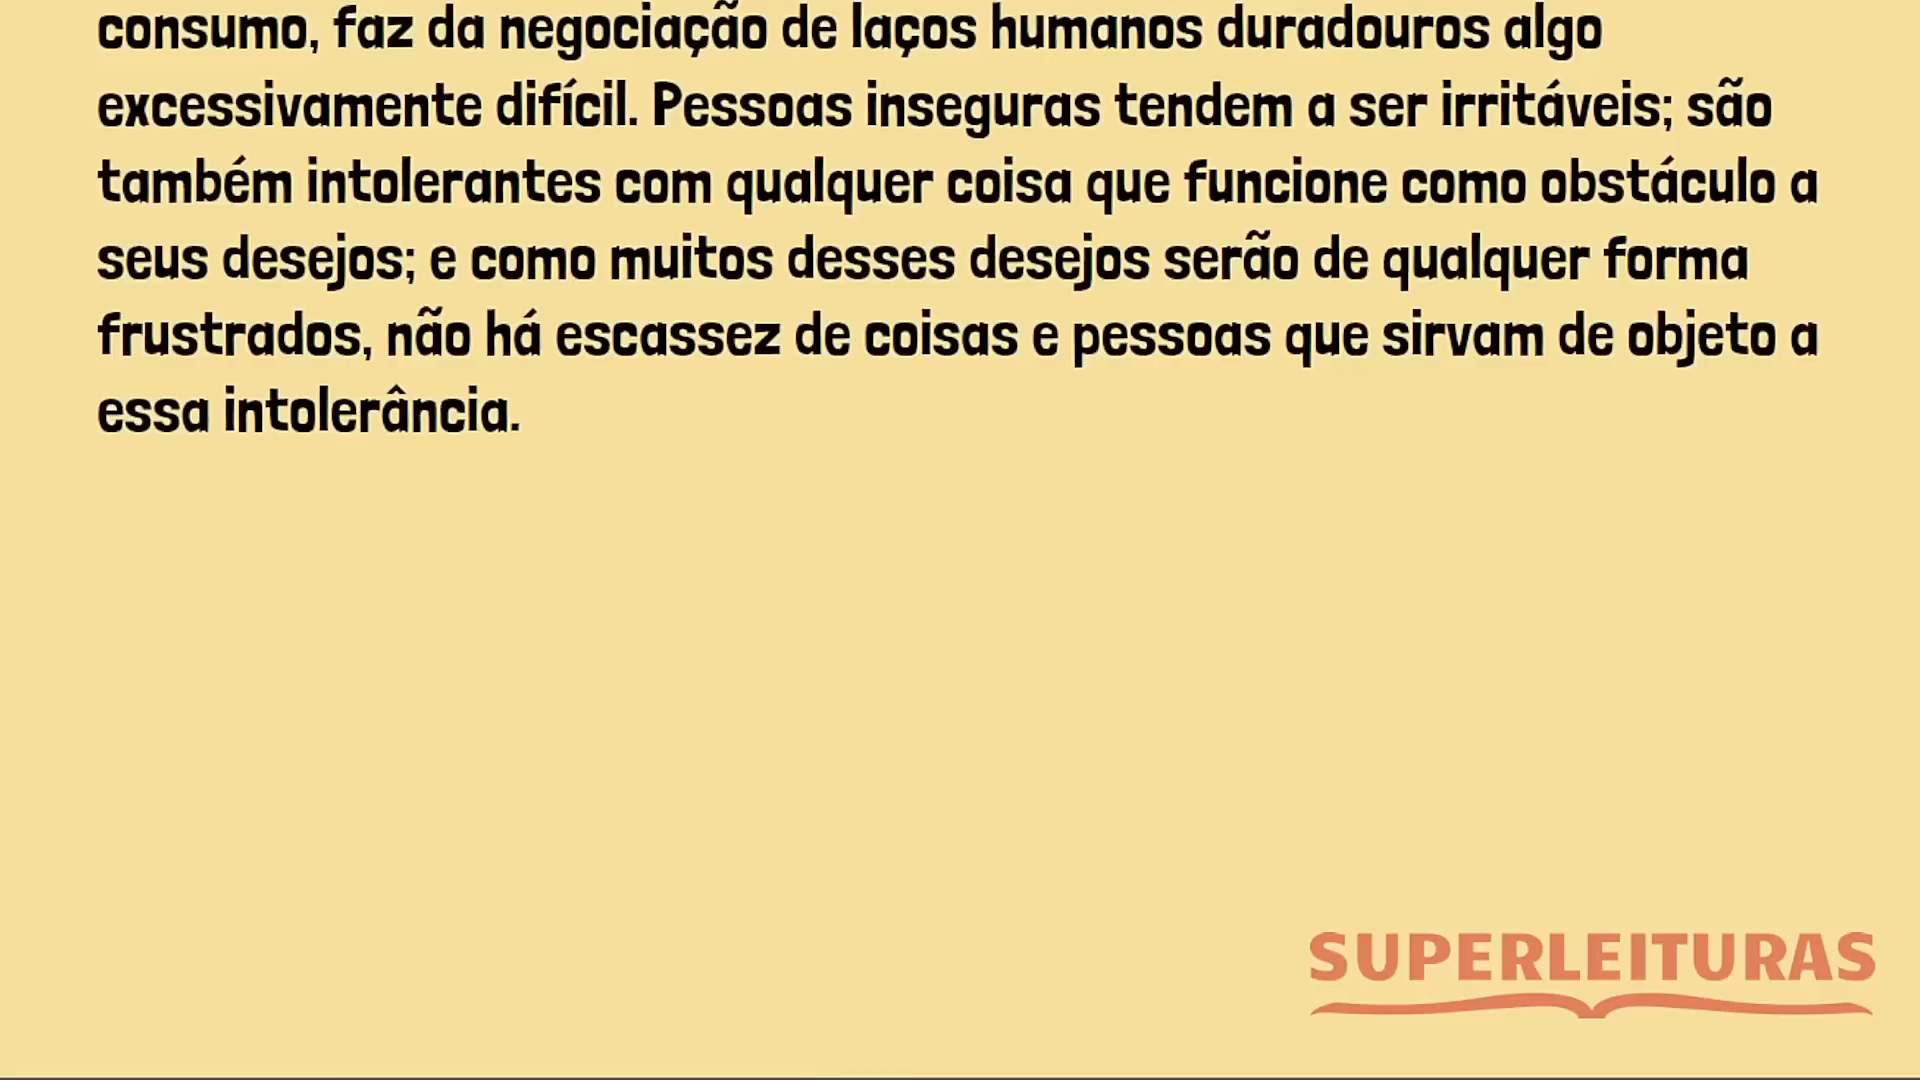 consumo, faz da negociação de laços humanos duradouros algo
excessivamente difícil. Pessoas inseguras tendem a ser irritáveis; são
também intolerantes com qualquer coisa que funcione como obstáculo a
seus desejos; e como muitos desses desejos serão de qualquer forma
frustrados, não há escassez de coisas e pessoas que sirvam de objeto a
essa intolerância.
SUPERLEITURAS